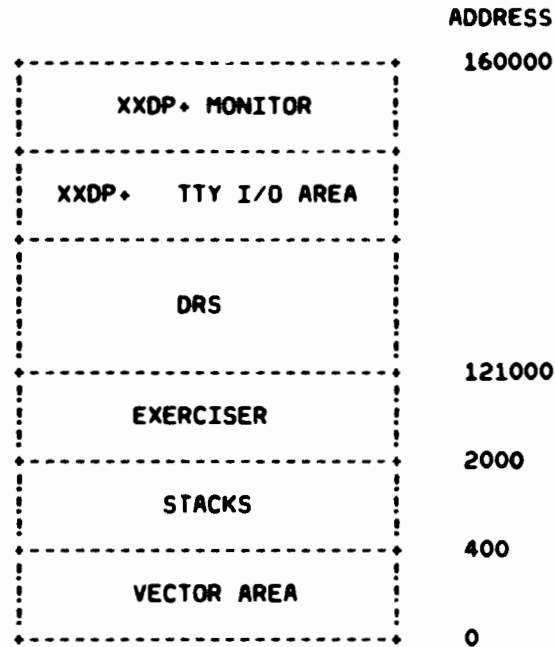 ADDRESS
160000
XXDP+ MONITOR
XXDP+ TTY I/O AREA
DRS
121000
EXERCISER
2000
STACKS
400
VECTOR AREA
0